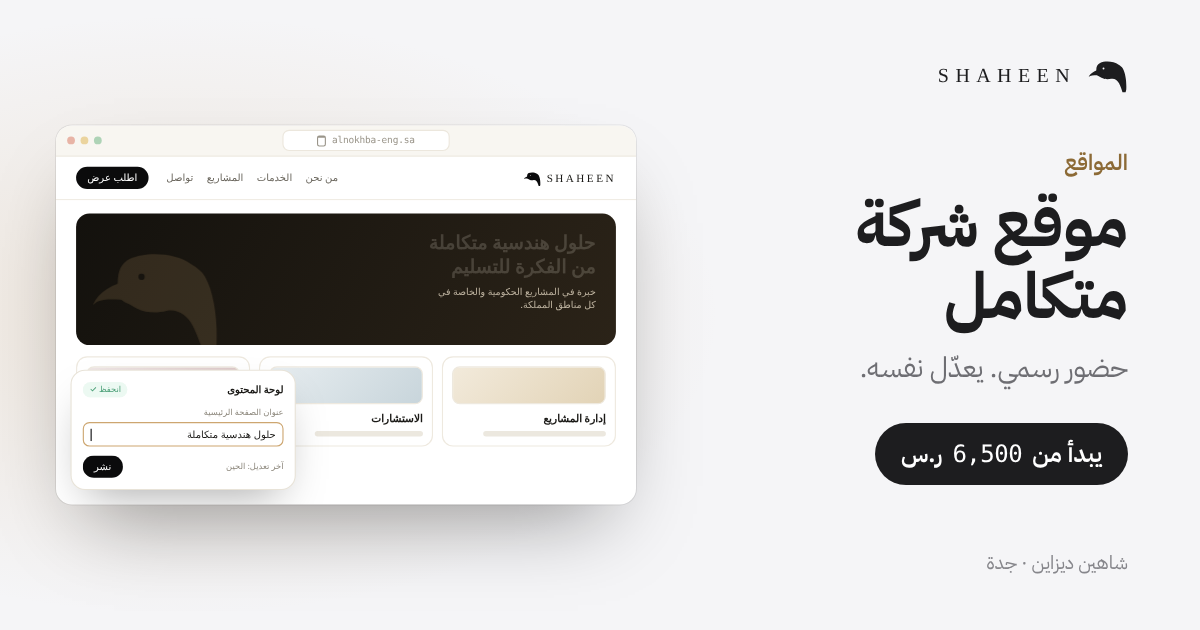 SHAHEEN
المواقع
موقع شركة
متكامل
حضور رسمي. يعدّل نفسه.
يبدأ من 6,500 ر.س
شاهين ديزاين · جدة
alnokhba-eng.sa
SHAHEEN
من نحن الخدمات المشاريع تواصل اطلب عرض
حلول هندسية متكاملة
من الفكرة للتسليم
خبرة في المشاريع الحكومية والخاصة في
كل مناطق المملكة.
إدارة المشاريع
الاستشارات
لوحة المحتوى
انحفظ ✓
عنوان الصفحة الرئيسية
حلول هندسية متكاملة
آخر تعديل: الحين
نشر